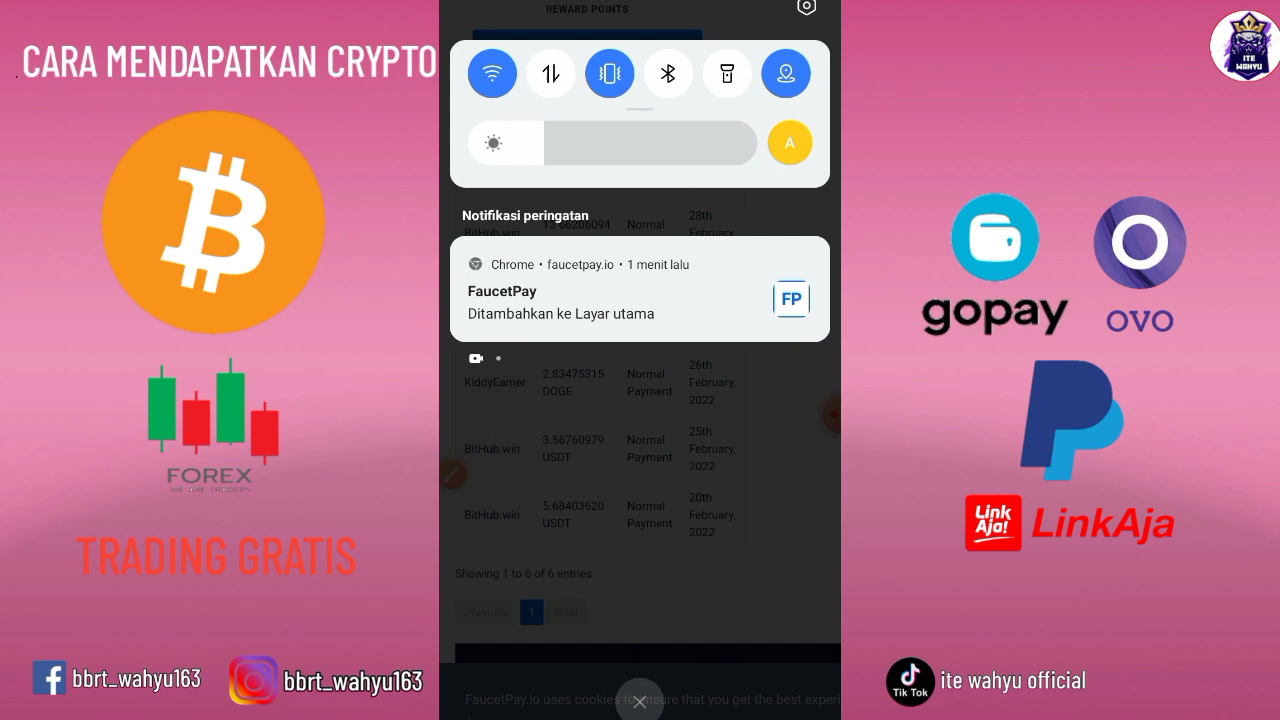 CARA MENDAPATKAN CRYPTO
FOREX
TRADING GRATIS
bbrt_wahyu163
bbrt_wahyu163
REWARD POINTS
A
Notifikasi peringatan
BitHub.win 13.66206094 Normal 28th February,
Chrome • faucetpay.io • 1 menit lalu
FaucetPay
Ditambahkan ke Layar utama
FP
KiddyEarner 2.83475315 DOGE Normal Payment 26th February, 2022
BitHub.win 3.56760979 USDT Normal Payment 25th February, 2022
BitHub.win 5.68403620 USDT Normal Payment 20th February, 2022
Showing 1 to 6 of 6 entries
Previous 1 Next
FaucetPay.io uses cookies to ensure that you get the best experi
ITE
WAHYU
gopay
OVO
Link
Aja!
LinkAja
Tik Tok
ite wahyu official